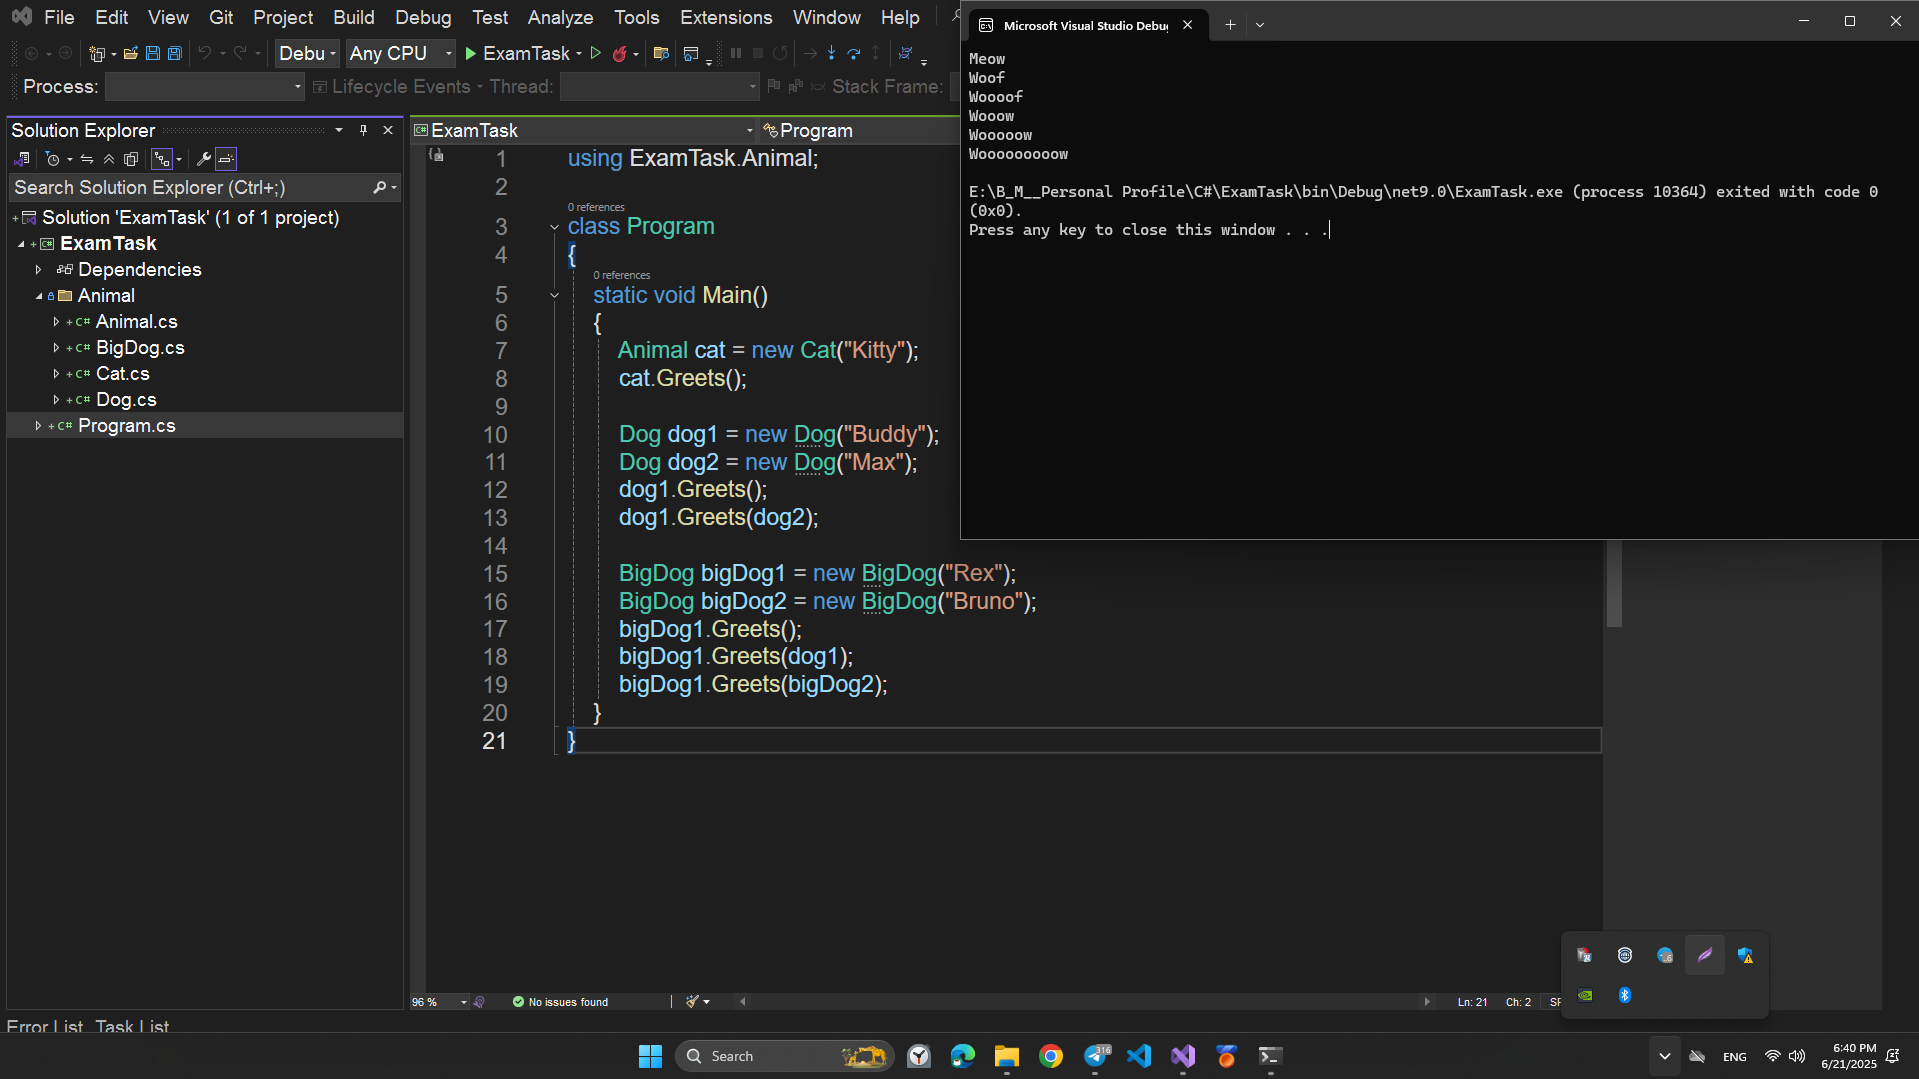 File Edit View Git Project Build Debug Test Analyze Tools Extensions Window Help
Debu Any CPU ExamTask
Process: Lifecycle Events Thread: Stack Frame:
Solution Explorer
Search Solution Explorer (Ctrl+;)
Solution 'ExamTask' (1 of 1 project)
ExamTask
Dependencies
Animal
C# Animal.cs
C# BigDog.cs
C# Cat.cs
C# Dog.cs
C# Program.cs
Error List Task List
ExamTask Program
1 using ExamTask.Animal;
2
0 references
3 class Program
4 {
0 references
5 static void Main()
6 {
7 Animal cat = new Cat("Kitty");
8 cat.Greets();
9
10 Dog dog1 = new Dog("Buddy");
11 Dog dog2 = new Dog("Max");
12 dog1.Greets();
13 dog1.Greets(dog2);
14
15 BigDog bigDog1 = new BigDog("Rex");
16 BigDog bigDog2 = new BigDog("Bruno");
17 bigDog1.Greets();
18 bigDog1.Greets(dog1);
19 bigDog1.Greets(bigDog2);
20 }
21 }
96 % No issues found Ln: 21 Ch: 2
Microsoft Visual Studio Debu
Meow
Woof
Woooof
Wooow
Wooooow
Wooooooooow
E:\B_M__Personal Profile\C#\ExamTask\bin\Debug\net9.0\ExamTask.exe (process 10364) exited with code 0
(0x0).
Press any key to close this window . . .
Search
316
ENG
6:40 PM
6/21/2025